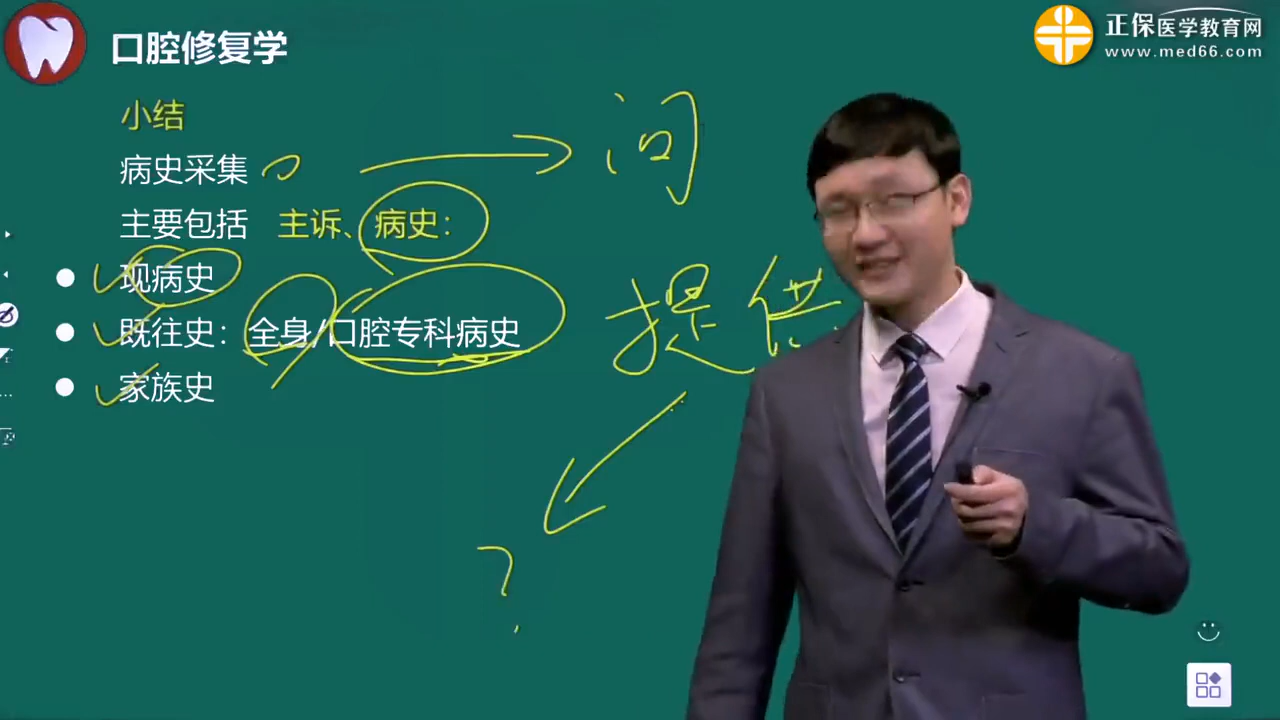 口腔修复学
正保医学教育网
www.med66.com
小结
病史采集
问
主要包括 主诉、病史：
现病史
既往史：全身/口腔专科病史
提供
家族史
?